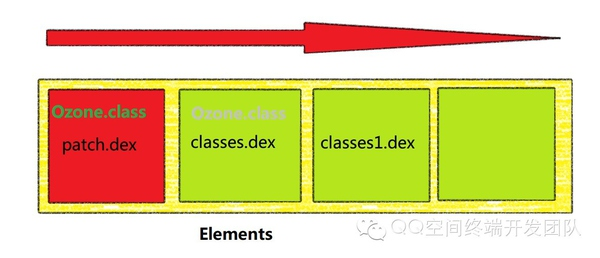 Ozone.class
patch.dex
Ozone.class
classes.dex
classes1.dex
Elements
QQ空间终端开发团队